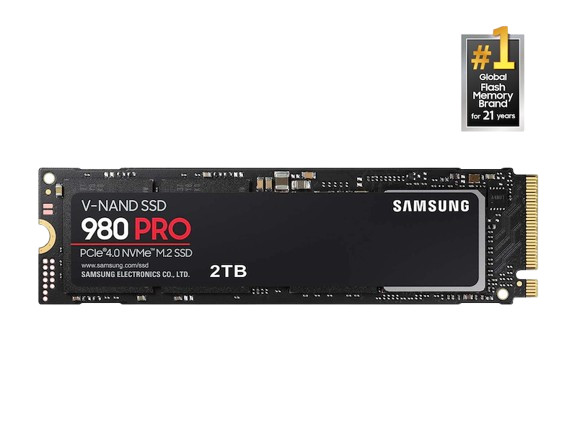 #1
Global
Flash
Memory
Brand
for 21 years
V-NAND SSD
980 PRO
PCIe® 4.0 NVMe™ M.2 SSD
www.samsung.com/ssd
SAMSUNG ELECTRONICS CO., LTD.
2TB
SAMSUNG